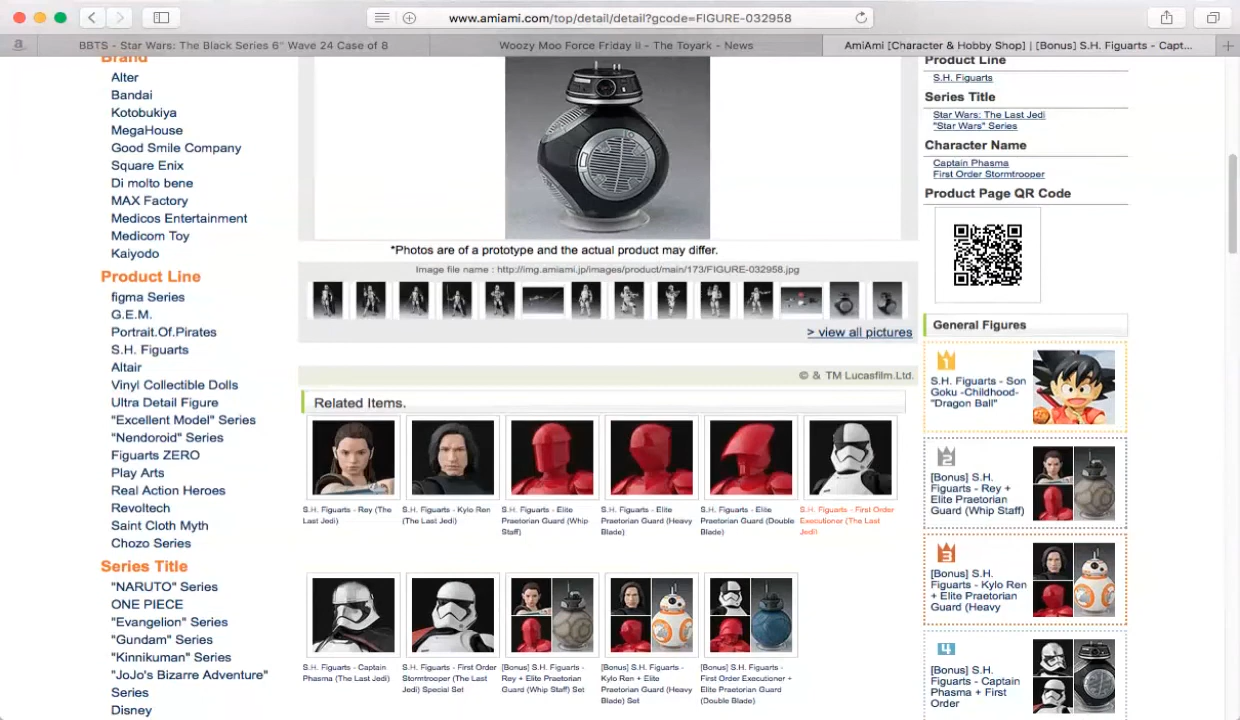 www.amiami.com/top/detail/detail?gcode=FIGURE-032958
BBTS - Star Wars: The Black Series 6" Wave 24 Case of 8
Woozy Moo Force Friday II - The Toyark - News
AmiAmi [Character & Hobby Shop] | [Bonus] S.H. Figuarts - Capt...
Brand
Alter
Bandai
Kotobukiya
MegaHouse
Good Smile Company
Square Enix
Di molto bene
MAX Factory
Medicos Entertainment
Medicom Toy
Kaiyodo
Product Line
figma Series
G.E.M.
Portrait.Of.Pirates
S.H. Figuarts
Altair
Vinyl Collectible Dolls
Ultra Detail Figure
"Excellent Model" Series
"Nendoroid" Series
Figuarts ZERO
Play Arts
Real Action Heroes
Revoltech
Saint Cloth Myth
Chozo Series
Series Title
"NARUTO" Series
ONE PIECE
"Evangelion" Series
"Gundam" Series
"Kinnikuman" Series
"JoJo's Bizarre Adventure"
Series
Disney
*Photos are of a prototype and the actual product may differ.
Image file name : http://img.amiami.jp/images/product/main/173/FIGURE-032958.jpg
> view all pictures
© & TM Lucasfilm.Ltd.
Related Items.
S.H. Figuarts - Rey (The
Last Jedi)
S.H. Figuarts - Kylo Ren
(The Last Jedi)
S.H. Figuarts - Elite
Praetorian Guard (Whip
Staff)
S.H. Figuarts - Elite
Praetorian Guard (Heavy
Blade)
S.H. Figuarts - Elite
Praetorian Guard (Double
Blade)
S.H. Figuarts - First Order
Executioner (The Last
Jedi)
S.H. Figuarts - Captain
Phasma (The Last Jedi)
S.H. Figuarts - First Order
Stormtrooper (The Last
Jedi) Special Set
[Bonus] S.H. Figuarts -
Rey + Elite Praetorian
Guard (Whip Staff) Set
[Bonus] S.H. Figuarts -
Kylo Ren + Elite
Praetorian Guard (Heavy
Blade) Set
[Bonus] S.H. Figuarts -
First Order Executioner +
Elite Praetorian Guard
(Double Blade)
Product Line
S.H. Figuarts
Series Title
Star Wars: The Last Jedi
"Star Wars" Series
Character Name
Captain Phasma
First Order Stormtrooper
Product Page QR Code
General Figures
1
S.H. Figuarts - Son
Goku -Childhood-
"Dragon Ball"
2
[Bonus] S.H.
Figuarts - Rey +
Elite Praetorian
Guard (Whip Staff)
3
[Bonus] S.H.
Figuarts - Kylo Ren
+ Elite Praetorian
Guard (Heavy
4
[Bonus] S.H.
Figuarts - Captain
Phasma + First
Order